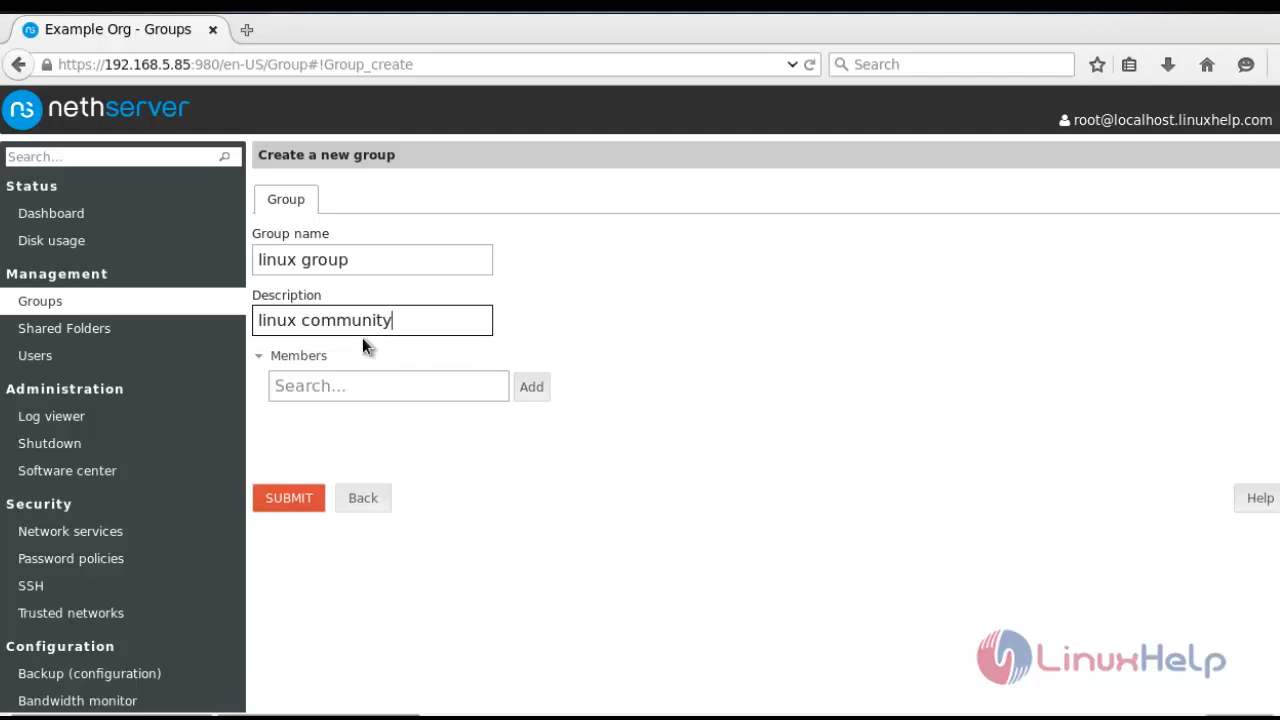 Example Org - Groups
https://192.168.5.85:980/en-US/Group#!Group_create
Search
nethserver
root@localhost.linuxhelp.com
Search...
Status
Dashboard
Disk usage
Management
Groups
Shared Folders
Users
Administration
Log viewer
Shutdown
Software center
Security
Network services
Password policies
SSH
Trusted networks
Configuration
Backup (configuration)
Bandwidth monitor
Create a new group
Group
Group name
linux group
Description
linux community
Members
Search...
Add
SUBMIT
Back
Help
LinuxHelp